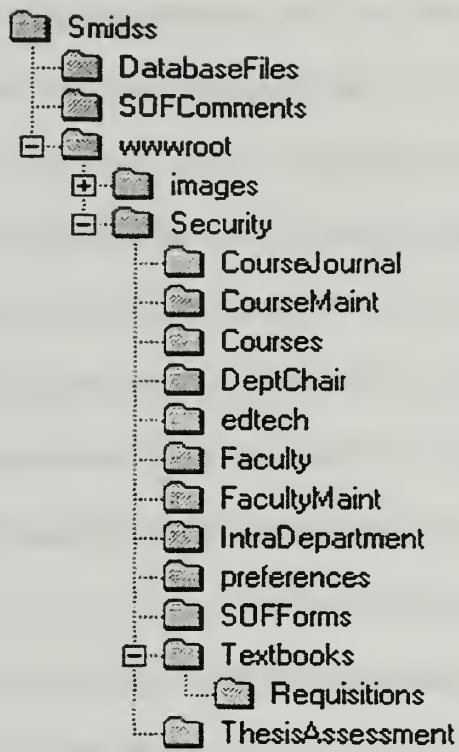 Smidss
DatabaseFiles
SOFComments
wwwroot
images
Security
CourseJournal
CourseMaint
Courses
DeptChair
edtech
Faculty
FacultyMaint
IntraDepartment
preferences
SOFForms
Textbooks
Requisitions
ThesisAssessment